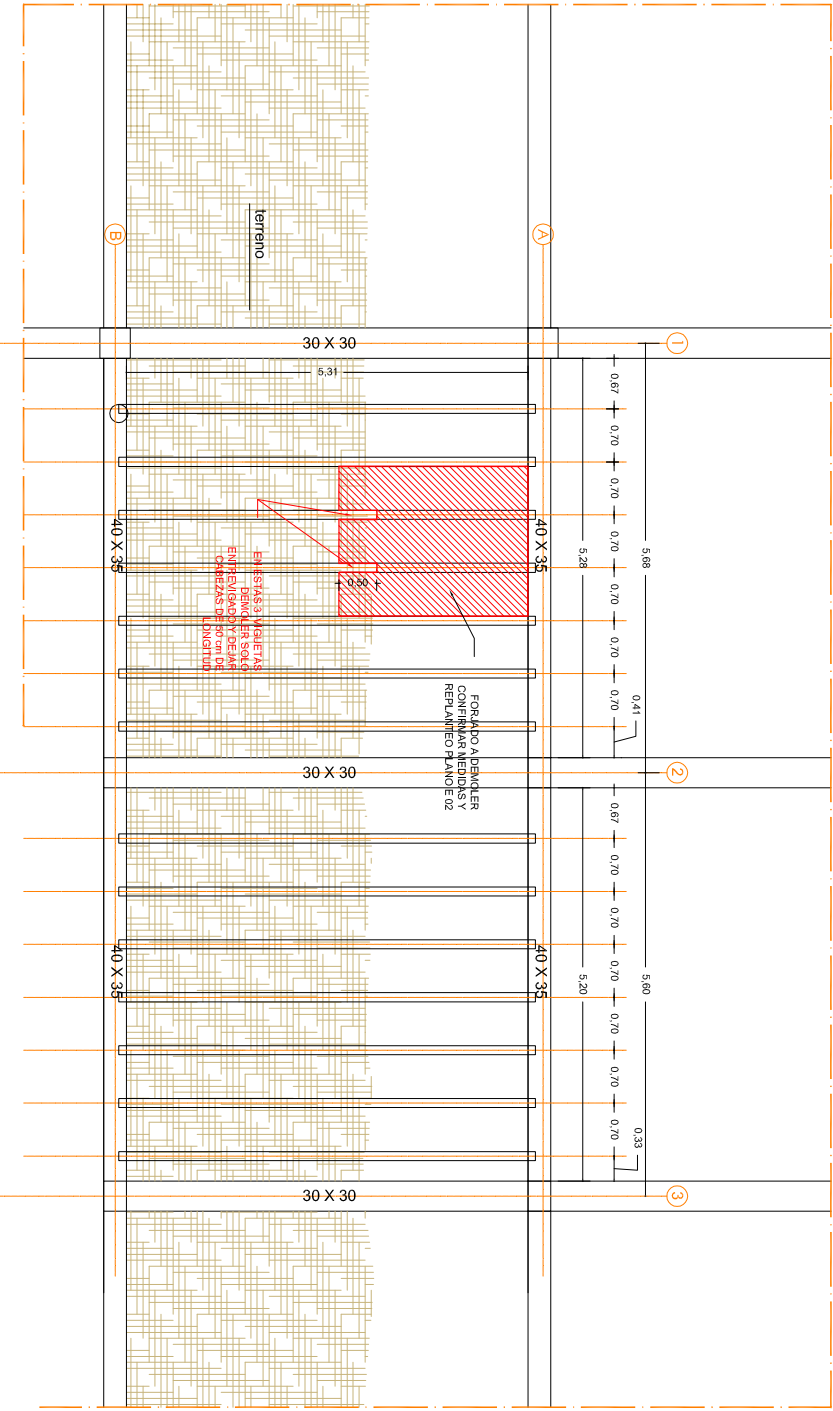 terreno
B
A
1
2
3
30 X 30
30 X 30
30 X 30
5,31
0,67
0,70
0,70
0,70
0,70
0,70
0,70
0,41
5,28
5,68
0,67
0,70
0,70
0,70
0,70
0,70
0,70
0,33
5,20
5,60
40 X 35
40 X 35
40 X 35
40 X 35
0,50
EN ESTAS 3 VIGUETAS
DEMOLER SOLO
ENTREVIGADO Y DEJAR
CABEZAS DE 50 cm DE
LONGITUD
FORJADO A DEMOLER
CONFIRMAR MEDIDAS Y
REPLANTEO PLANO E 02